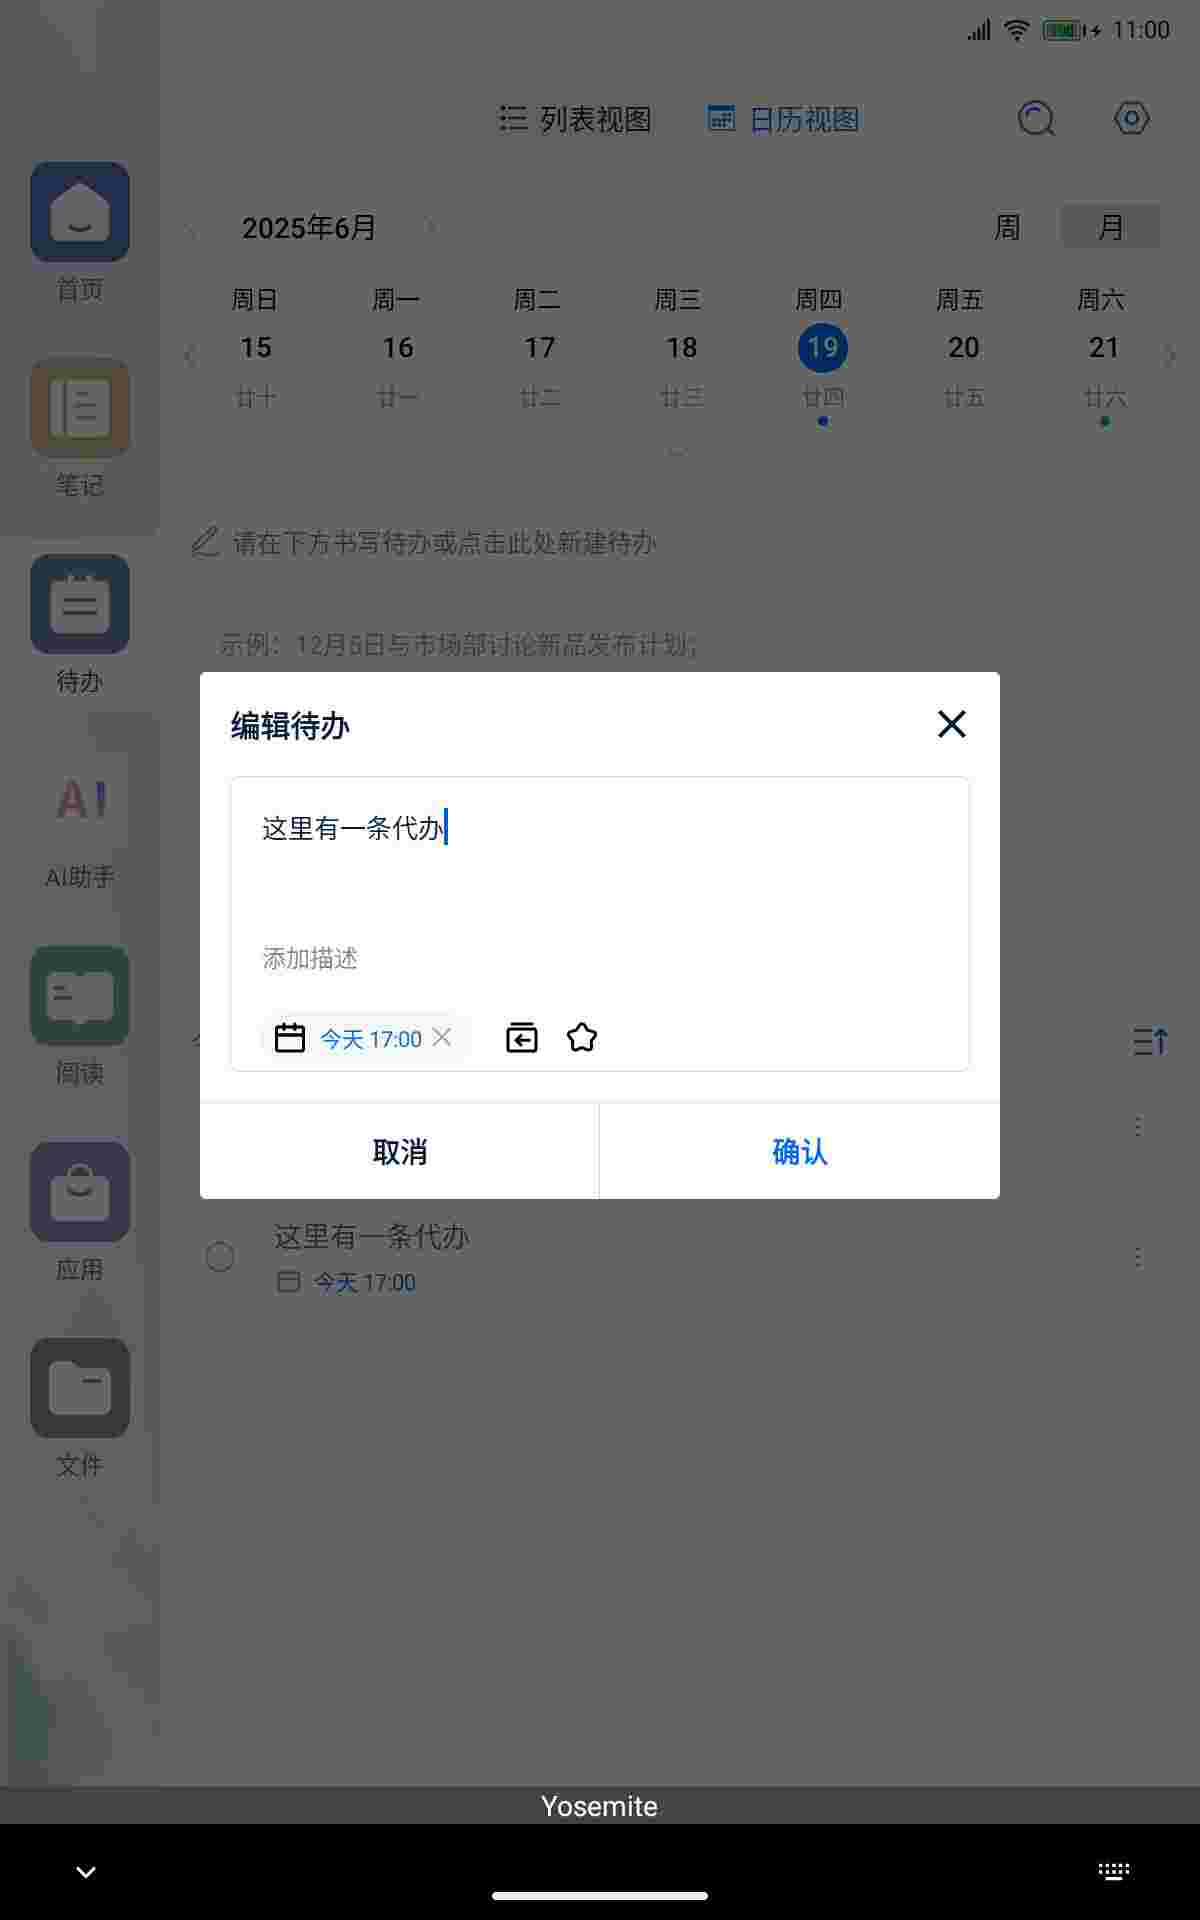 11:00
列表视图
日历视图
2025年6月
周
月
周日 周一 周二 周三 周四 周五 周六
15 16 17 18 19 20 21
廿十 廿一 廿二 廿三 廿四 廿五 廿六
首页
笔记
待办
AI
AI助手
阅读
应用
文件
请在下方书写待办或点击此处新建待办
示例：12月6日与市场部讨论新品发布计划；
编辑待办
这里有一条代办
添加描述
今天 17:00
取消
确认
这里有一条代办
今天 17:00
Yosemite